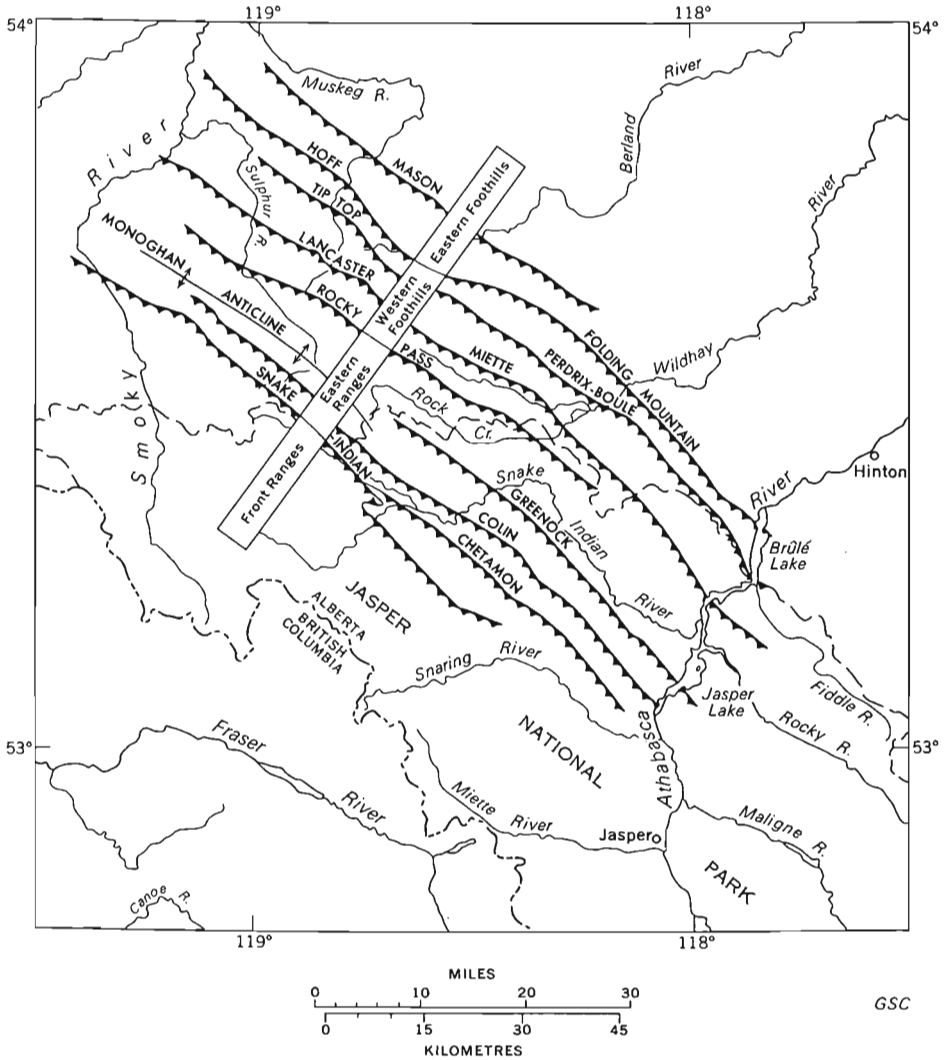 119°
118°
54°
54°
Muskeg R.
River
Berland
River
River
HOFF
MASON
Sulphur R.
TIP TOP
MONOGHAN
ANTICLINE
LANCASTER
ROCKY
PASS
Eastern Foothills
Western Foothills
Eastern Ranges
Front Ranges
MIETTE
PERDRIX-BOULE
FOLDING MOUNTAIN
Wildhay
SNAKE
INDIAN
Rock
Cr.
Smoky
Hinton
River
Snake
Indian
River
GREENOCK
COLIN
CHETAMON
Brûlé Lake
JASPER
ALBERTA
BRITISH COLUMBIA
Snaring River
Jasper Lake
Fiddle R.
Rocky R.
53°
53°
NATIONAL
Athabasca
Fraser
River
Miette River
Jasper
Maligne R.
PARK
Canoe R.
119°
118°
MILES
0 10 20 30
0 15 30 45
KILOMETRES
GSC